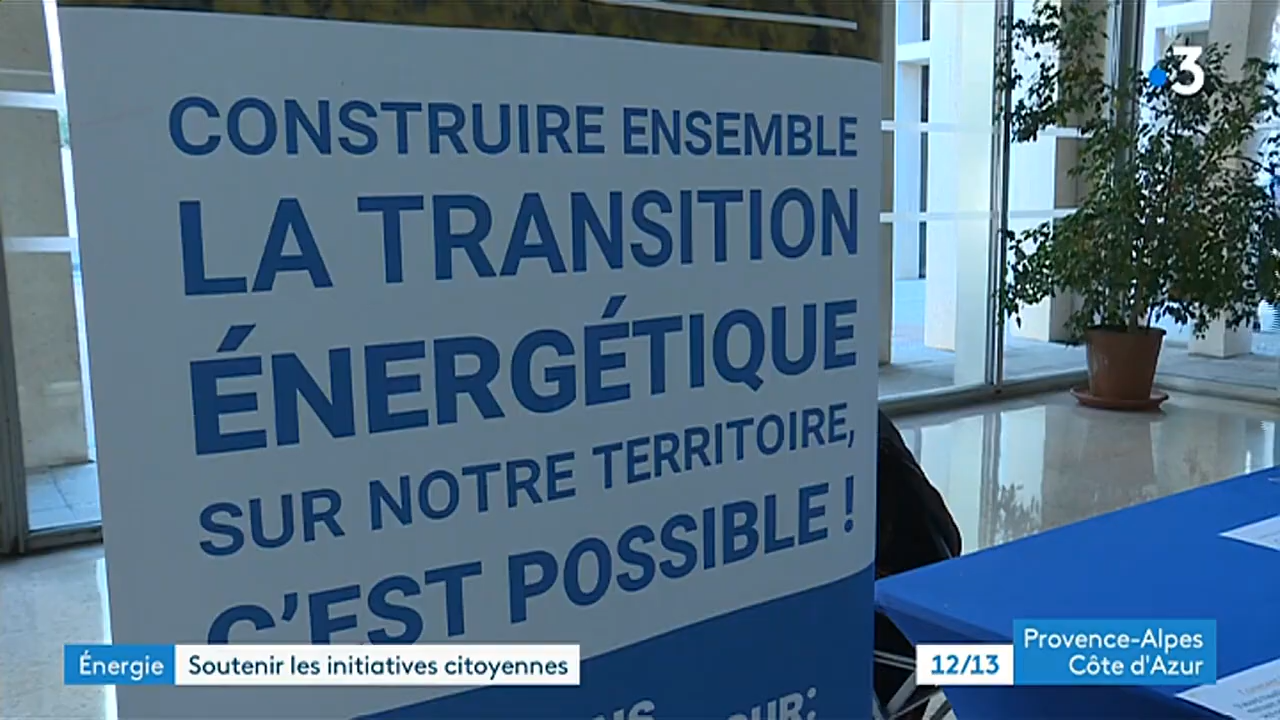 3
CONSTRUIRE ENSEMBLE
LA TRANSITION
ÉNERGÉTIQUE
SUR NOTRE TERRITOIRE,
C'EST POSSIBLE !
Énergie
Soutenir les initiatives citoyennes
12/13
Provence-Alpes
Côte d'Azur